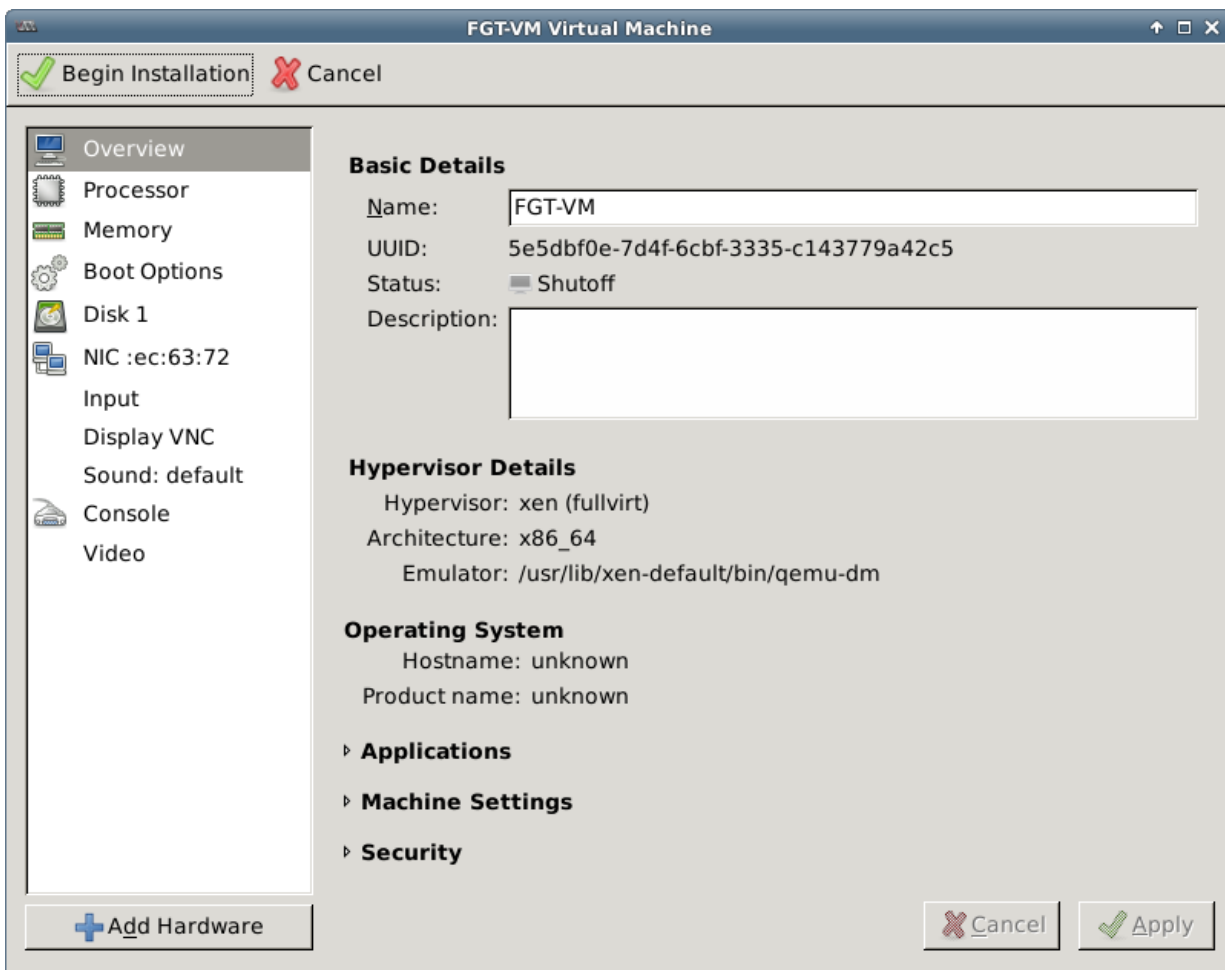 FGT-VM Virtual Machine
Begin Installation Cancel
Overview
Processor
Memory
Boot Options
Disk 1
NIC :ec:63:72
Input
Display VNC
Sound: default
Console
Video
Add Hardware
Basic Details
Name: FGT-VM
UUID: 5e5dbf0e-7d4f-6cbf-3335-c143779a42c5
Status: Shutoff
Description:
Hypervisor Details
Hypervisor: xen (fullvirt)
Architecture: x86_64
Emulator: /usr/lib/xen-default/bin/qemu-dm
Operating System
Hostname: unknown
Product name: unknown
Applications
Machine Settings
Security
Cancel Apply